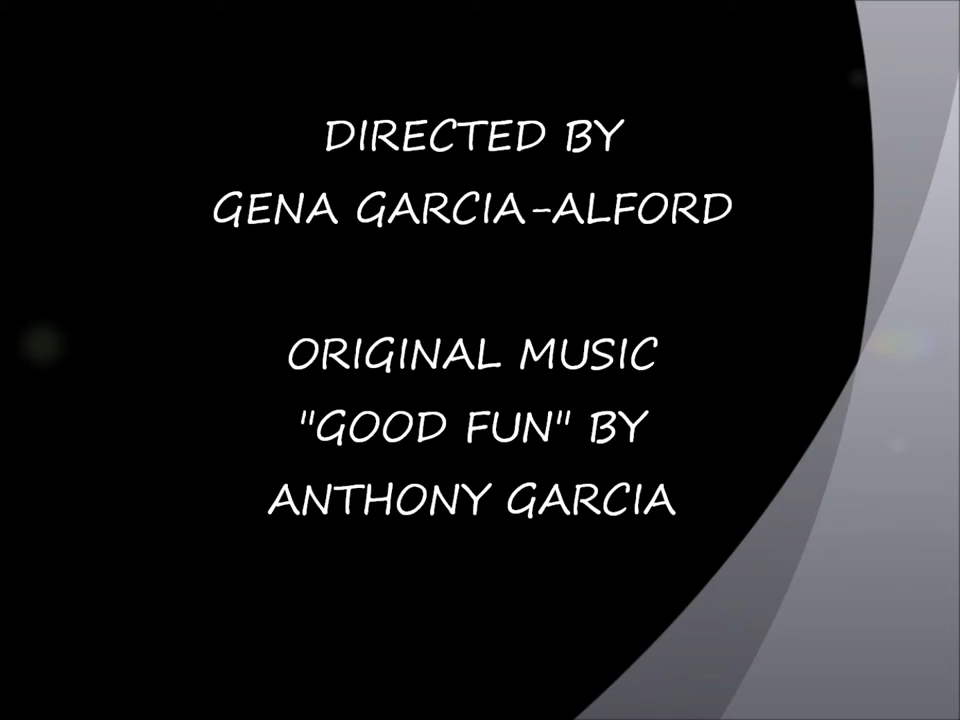 DIRECTED BY
GENA GARCIA-ALFORD
ORIGINAL MUSIC
"GOOD FUN" BY
ANTHONY GARCIA